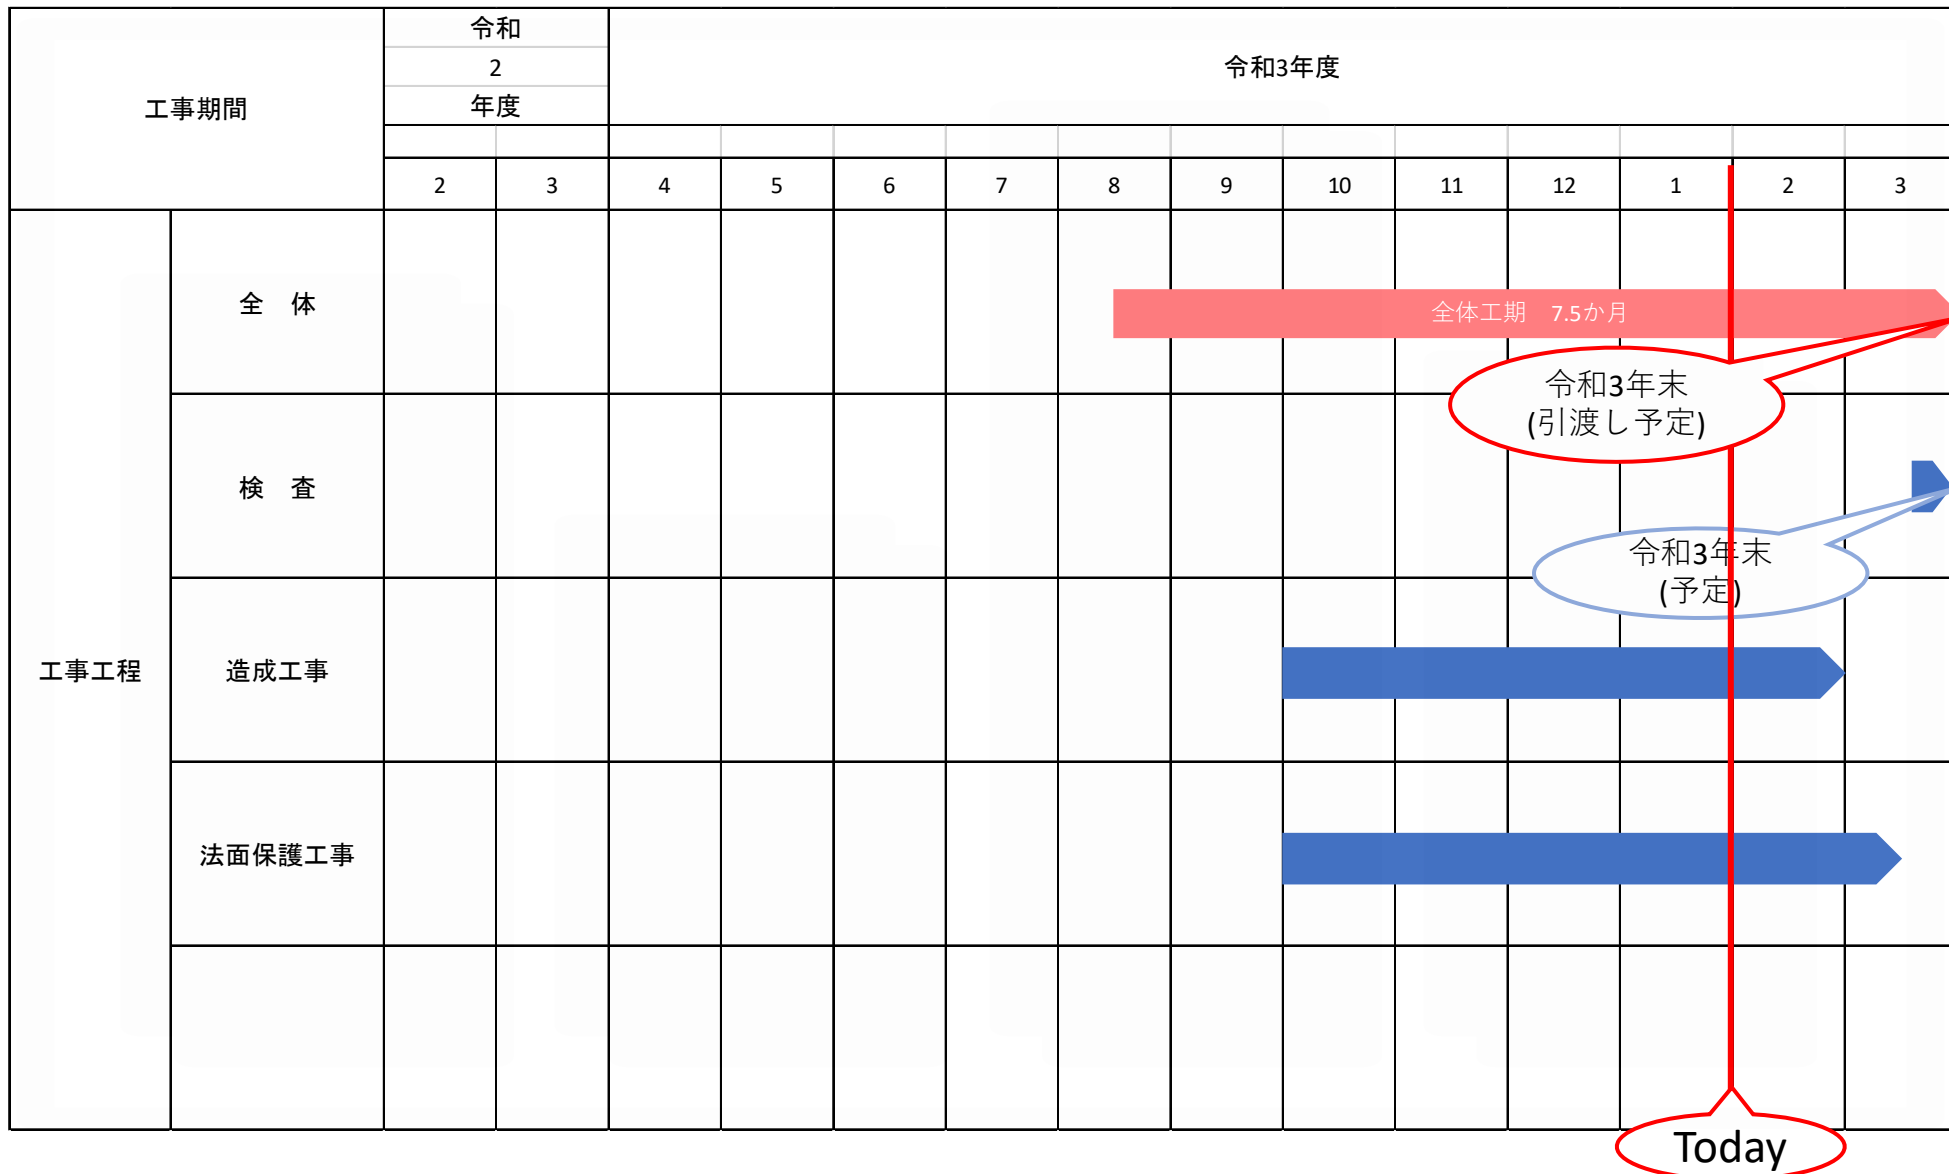 工事期間
令和
2
年度
令和3年度
2 3 4 5 6 7 8 9 10 11 12 1 2 3
工事工程
全　体
全体工期　7.5か月
令和3年末
(引渡し予定)
検　査
令和3年末
(予定)
造成工事
法面保護工事
Today